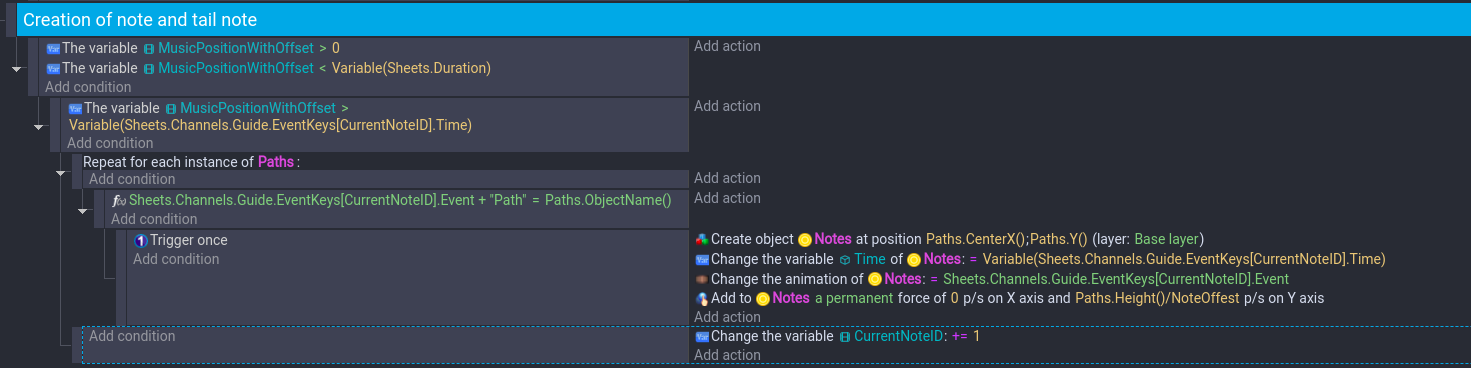 Creation of note and tail note
The variable MusicPositionWithOffset > 0
Add action
The variable MusicPositionWithOffset < Variable(Sheets.Duration)
Add condition
The variable MusicPositionWithOffset >
Add action
Variable(Sheets.Channels.Guide.EventKeys[CurrentNoteID].Time)
Add condition
Repeat for each instance of Paths :
Add condition
Add action
f(x) Sheets.Channels.Guide.EventKeys[CurrentNoteID].Event + "Path" = Paths.ObjectName()
Add action
Add condition
Trigger once
Create object Notes at position Paths.CenterX();Paths.Y() (layer: Base layer)
Add condition
Change the variable Time of Notes: = Variable(Sheets.Channels.Guide.EventKeys[CurrentNoteID].Time)
Change the animation of Notes: = Sheets.Channels.Guide.EventKeys[CurrentNoteID].Event
Add to Notes a permanent force of 0 p/s on X axis and Paths.Height()/NoteOffest p/s on Y axis
Add action
Add condition
Change the variable CurrentNoteID: += 1
Add action